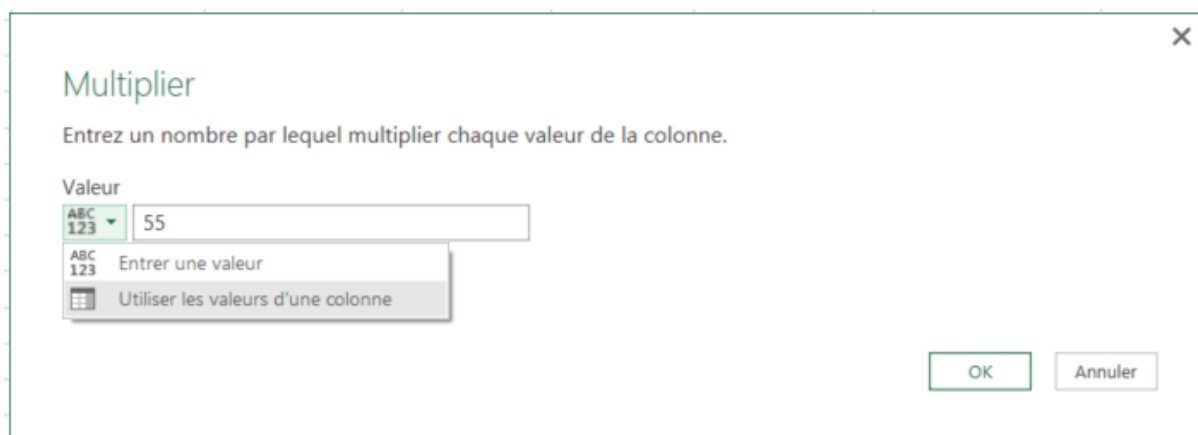 Multiplier
Entrez un nombre par lequel multiplier chaque valeur de la colonne.
Valeur
ABC
123
55
ABC
123
Entrer une valeur
Utiliser les valeurs d'une colonne
OK
Annuler